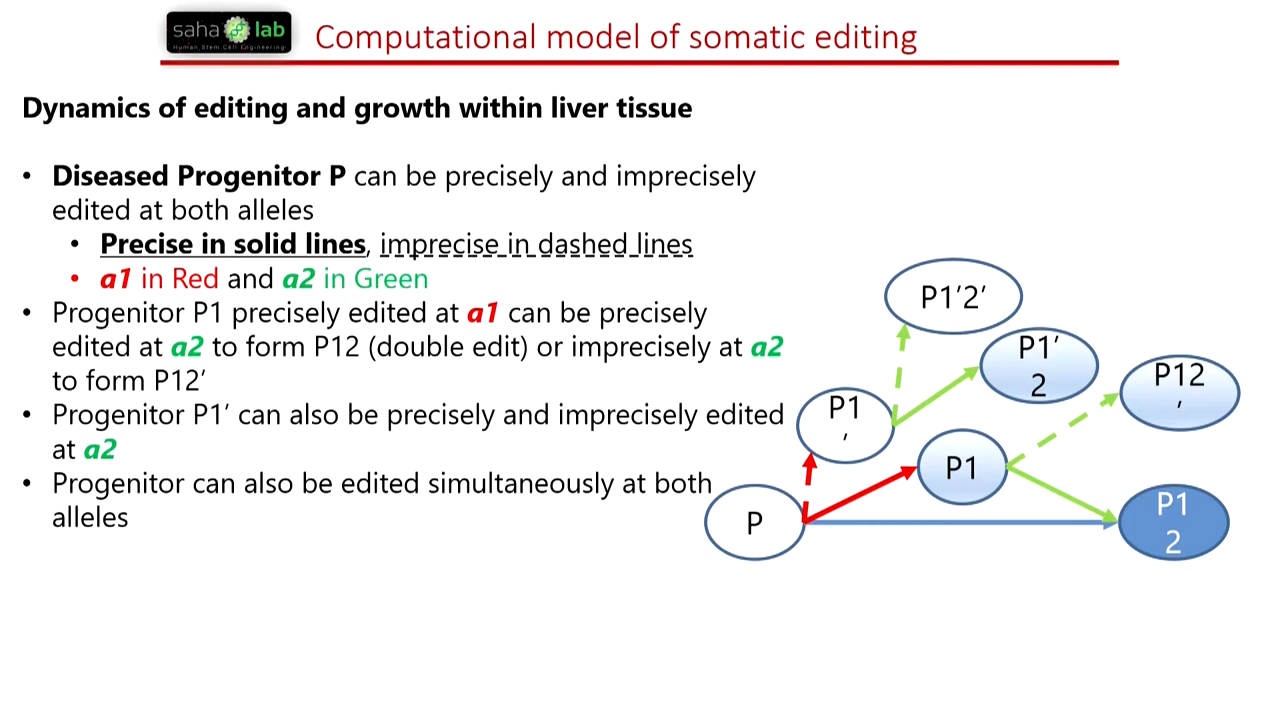 saha lab
Human Stem Cell Engineering
Computational model of somatic editing
Dynamics of editing and growth within liver tissue
• Diseased Progenitor P can be precisely and imprecisely
edited at both alleles
• Precise in solid lines, imprecise in dashed lines
• a1 in Red and a2 in Green
• Progenitor P1 precisely edited at a1 can be precisely
edited at a2 to form P12 (double edit) or imprecisely at a2
to form P12′
• Progenitor P1′ can also be precisely and imprecisely edited
at a2
• Progenitor can also be edited simultaneously at both
alleles
P1′2′
P1′
2
P12
′
P1
′
P1
P
P1
2